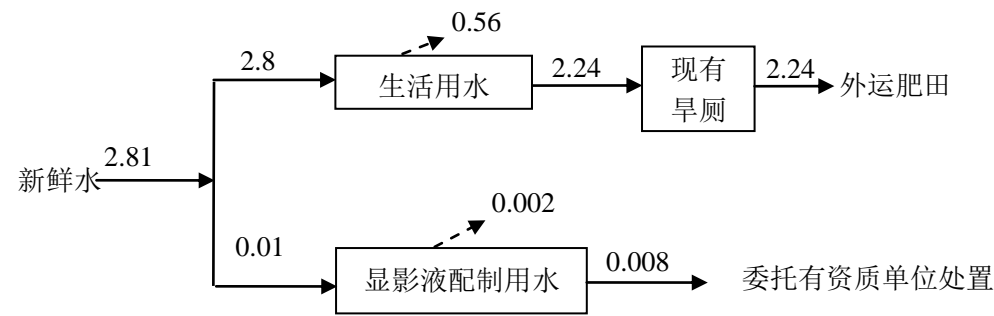 0.56
2.8
生活用水
2.24
现有
旱厕
2.24
外运肥田
新鲜水
2.81
0.002
0.01
显影液配制用水
0.008
委托有资质单位处置